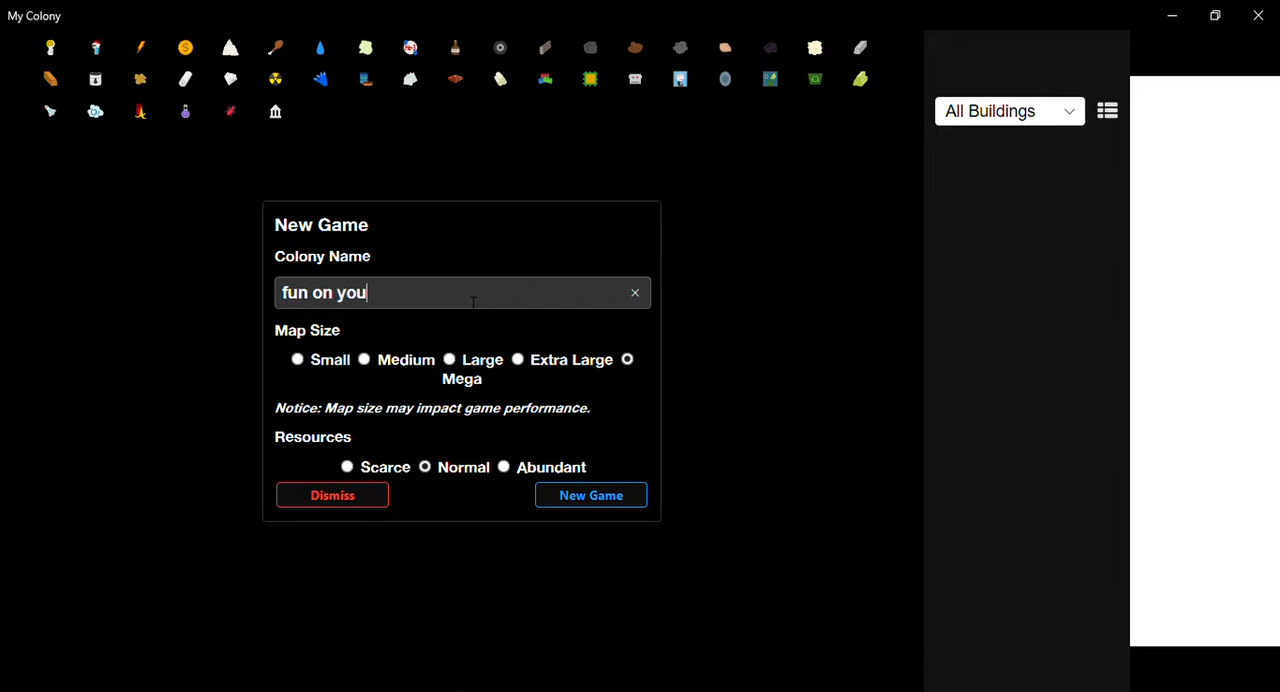 My Colony
All Buildings
New Game
Colony Name
fun on you
Map Size
Small Medium Large Extra Large
Mega
Notice: Map size may impact game performance.
Resources
Scarce Normal Abundant
Dismiss New Game